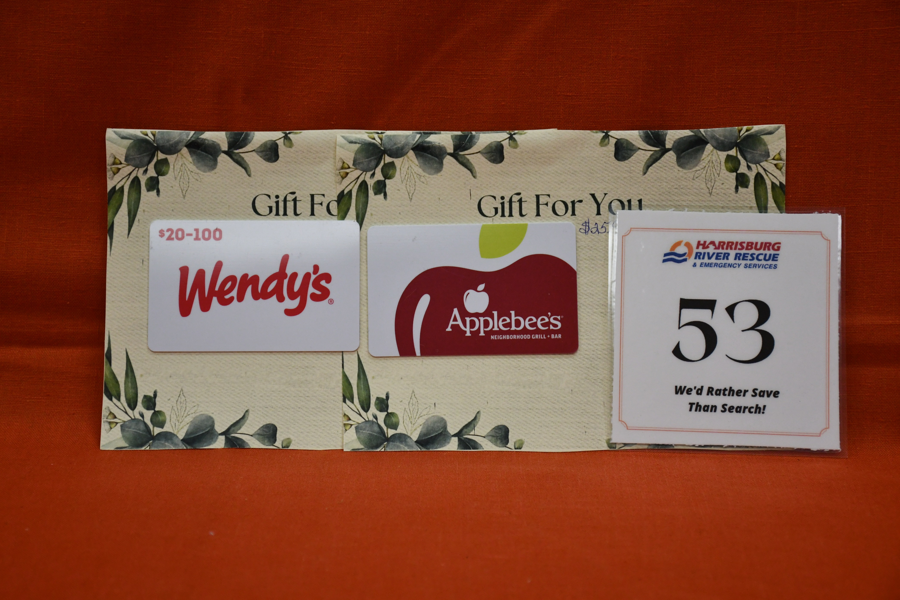 Gift Fo
Gift For You
$25
$20-100
Wendy's
Applebee's
NEIGHBORHOOD GRILL + BAR
HARRISBURG
RIVER RESCUE
& EMERGENCY SERVICES
53
We'd Rather Save
Than Search!